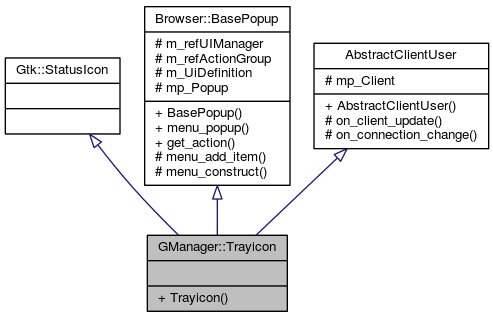 Gtk::StatusIcon
Browser::BasePopup
# m_refUIManager
# m_refActionGroup
# m_UiDefinition
# mp_Popup
+ BasePopup()
+ menu_popup()
+ get_action()
# menu_add_item()
# menu_construct()
AbstractClientUser
# mp_Client
+ AbstractClientUser()
# on_client_update()
# on_connection_change()
GManager::Trayicon
+ Trayicon()